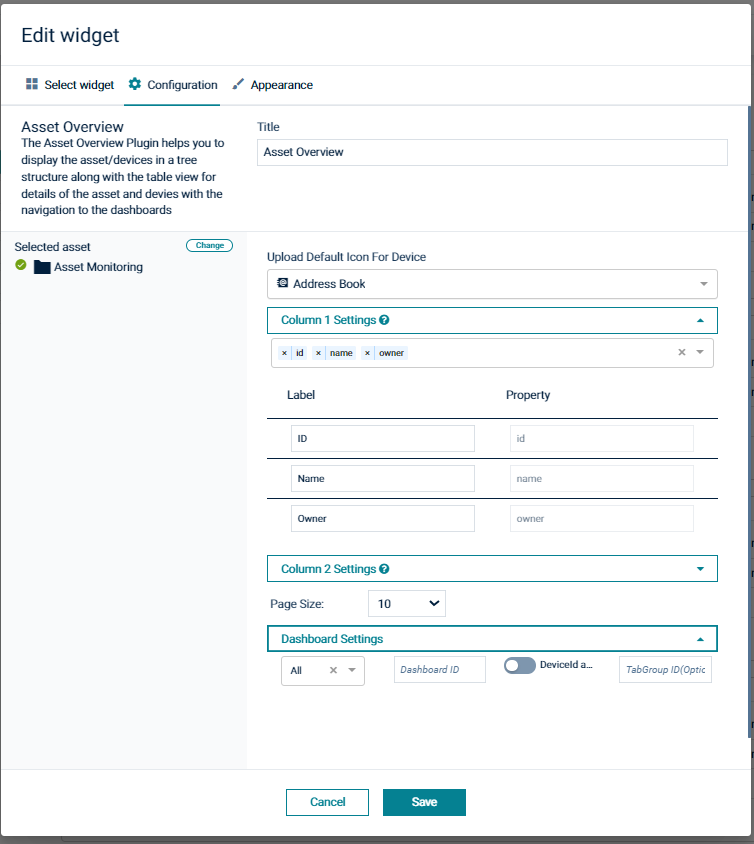 Edit widget
Select widget Configuration Appearance
Asset Overview
The Asset Overview Plugin helps you to
display the asset/devices in a tree
structure along with the table view for
details of the asset and devies with the
navigation to the dashboards
Title
Asset Overview
Selected asset Change
Asset Monitoring
Upload Default Icon For Device
Address Book
Column 1 Settings ?
× id × name × owner ×
Label Property
ID id
Name name
Owner owner
Column 2 Settings ?
Page Size: 10
Dashboard Settings
All × Dashboard ID DeviceId a... TabGroup ID(Optic
Cancel Save